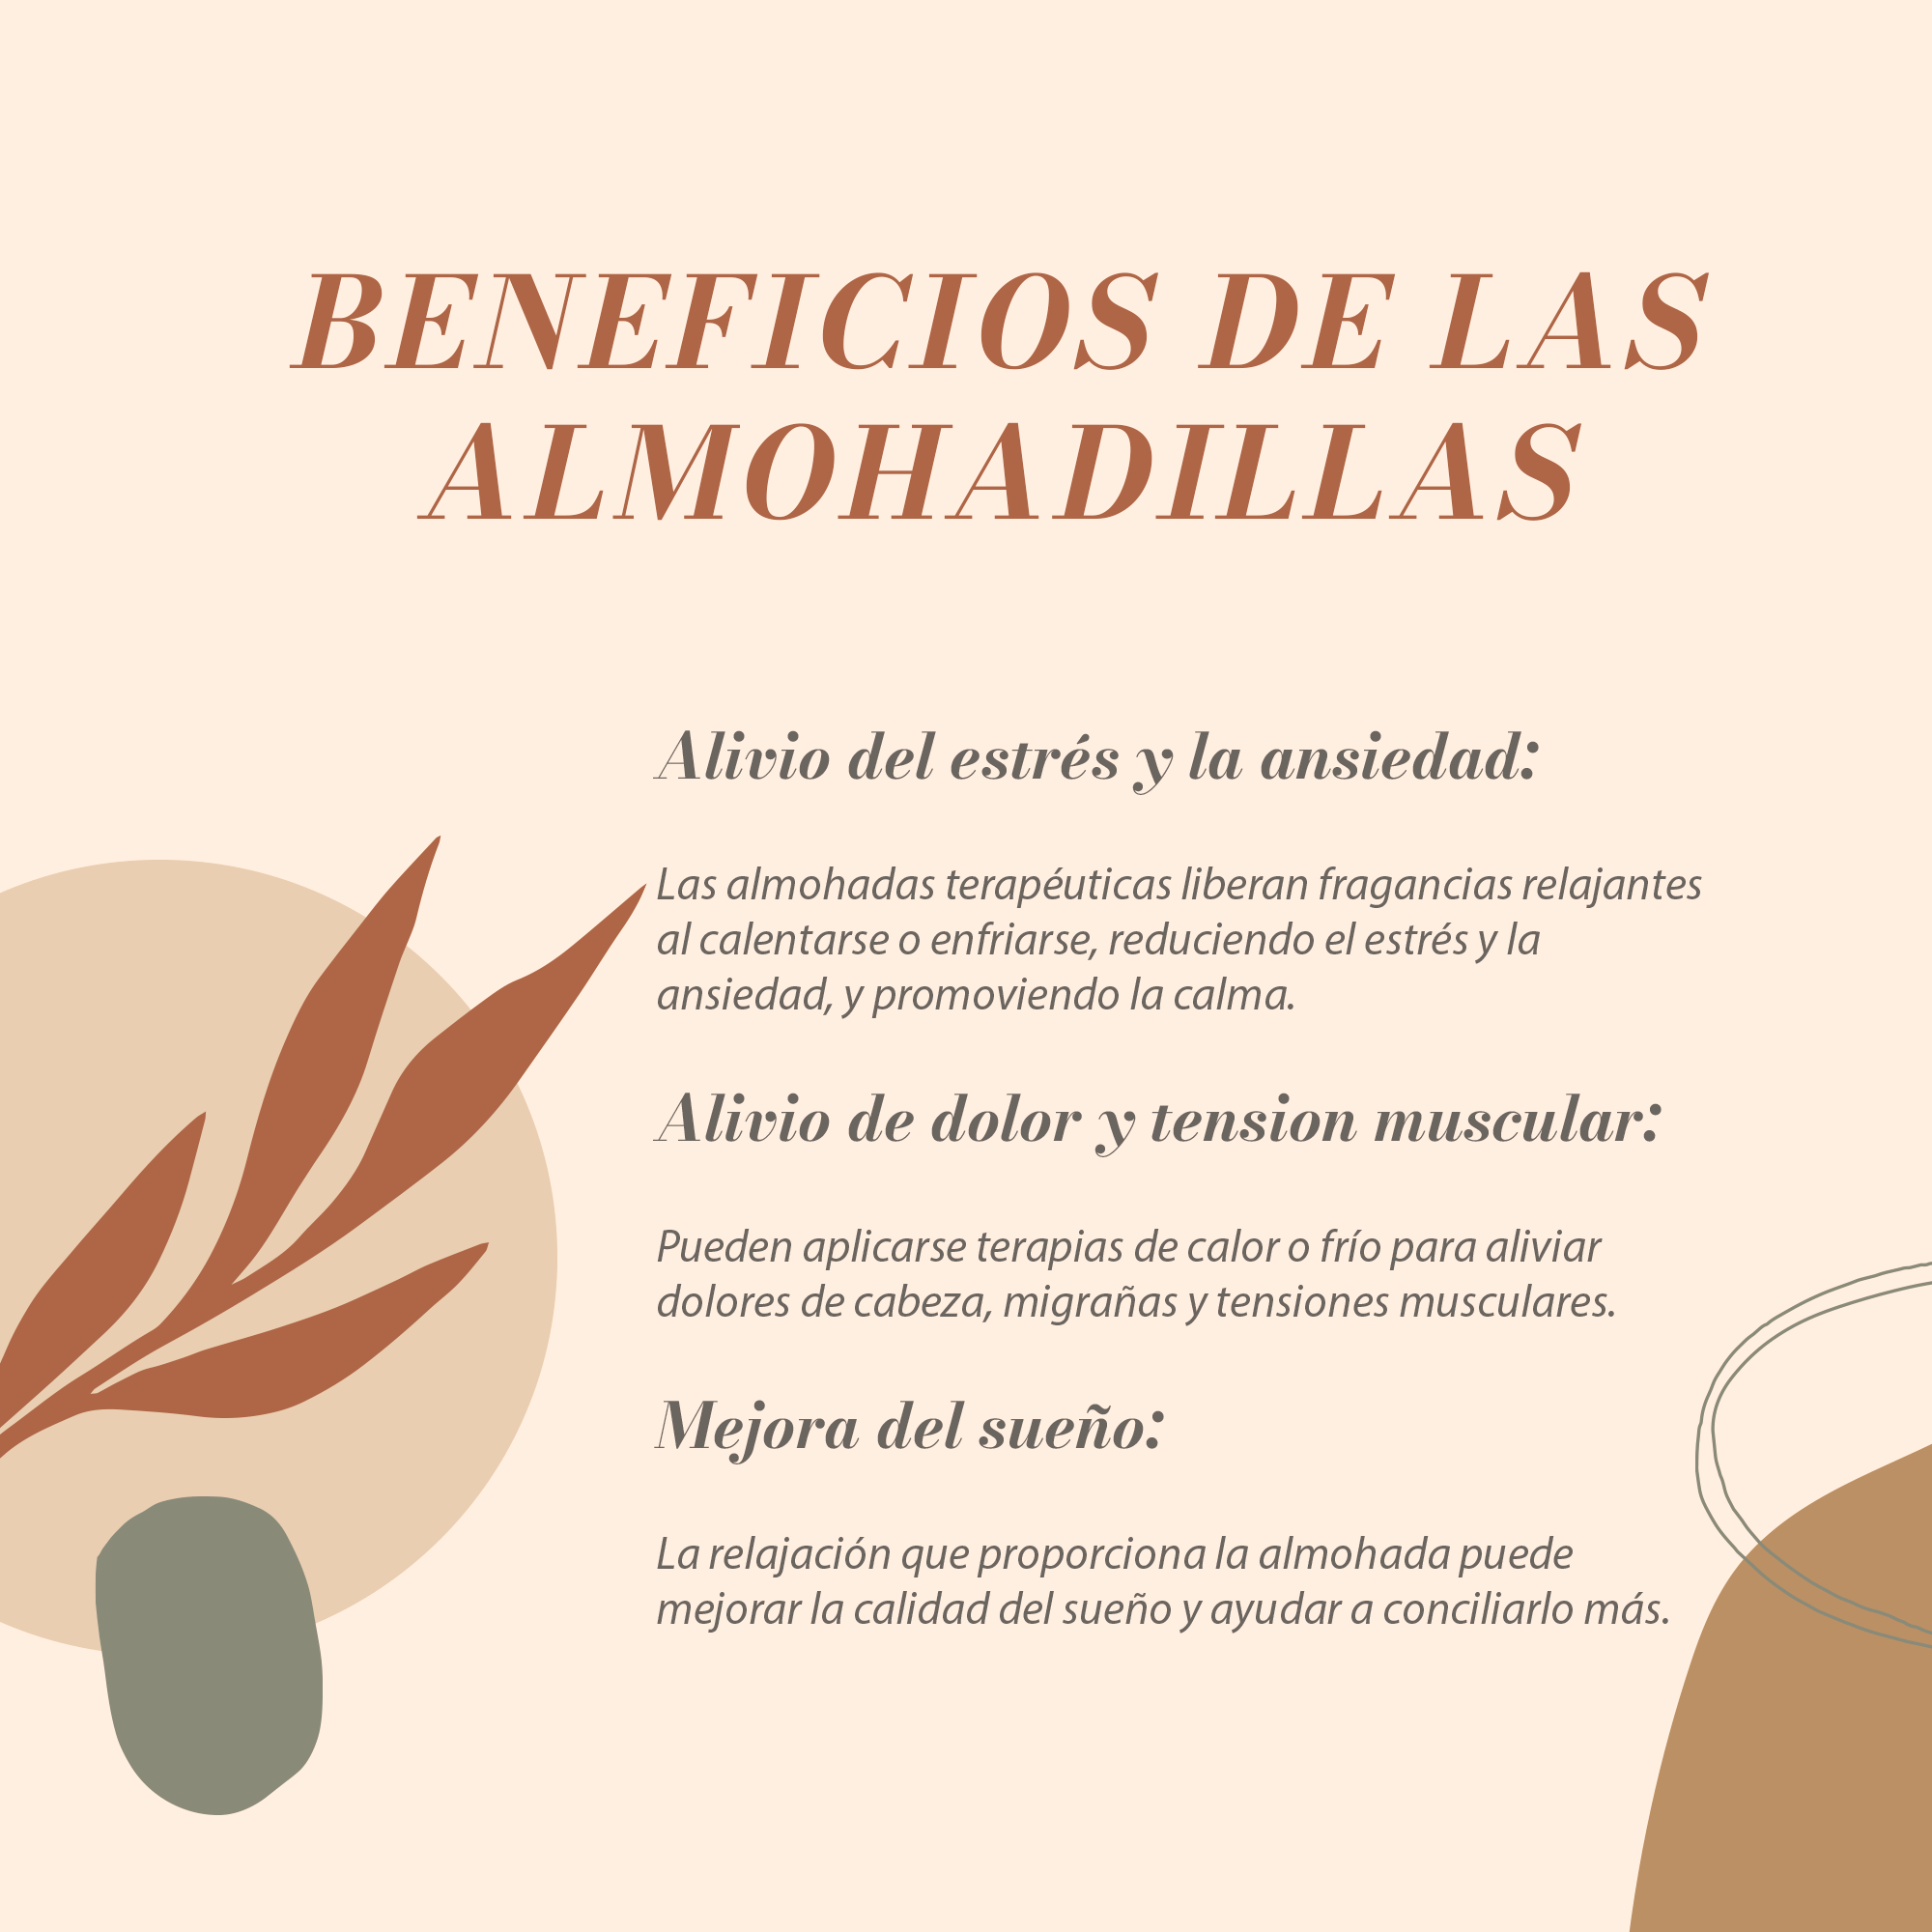 BENEFICIOS DE LAS
ALMOHADILLAS
Alivio del estrés y la ansiedad:
Las almohadas terapéuticas liberan fragancias relajantes
al calentarse o enfriarse, reduciendo el estrés y la
ansiedad, y promoviendo la calma.
Alivio de dolor y tension muscular:
Pueden aplicarse terapias de calor o frío para aliviar
dolores de cabeza, migrañas y tensiones musculares.
Mejora del sueño:
La relajación que proporciona la almohada puede
mejorar la calidad del sueño y ayudar a conciliarlo más.